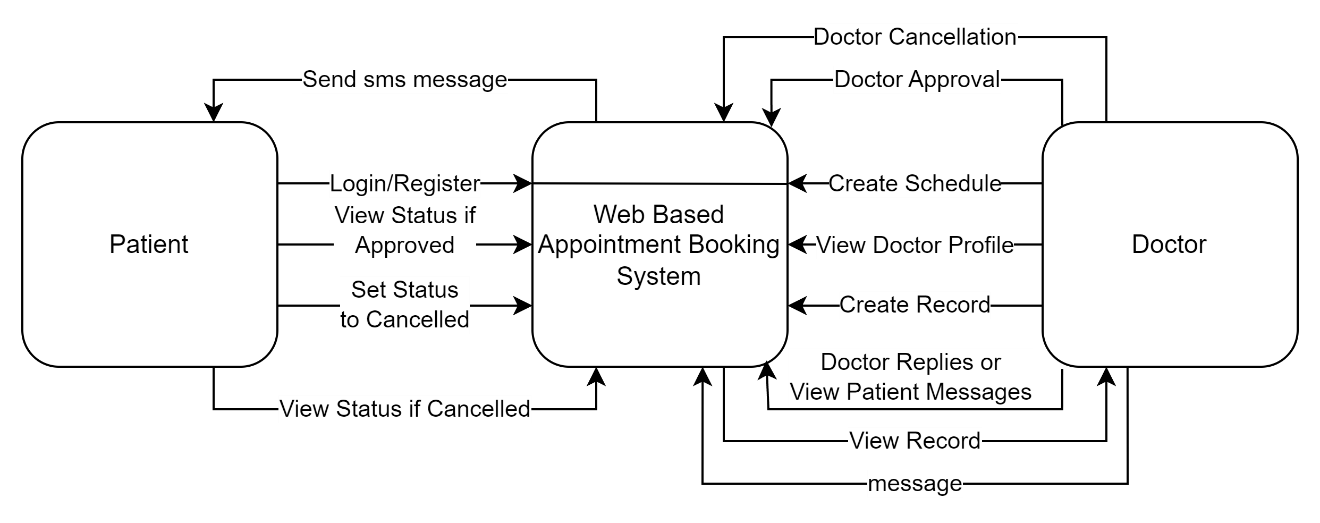 Doctor Cancellation
Send sms message
Doctor Approval
Login/Register
Create Schedule
View Status if
Approved
Patient
Web Based
Appointment Booking
System
View Doctor Profile
Doctor
Set Status
to Cancelled
Create Record
Doctor Replies or
View Patient Messages
View Status if Cancelled
View Record
message